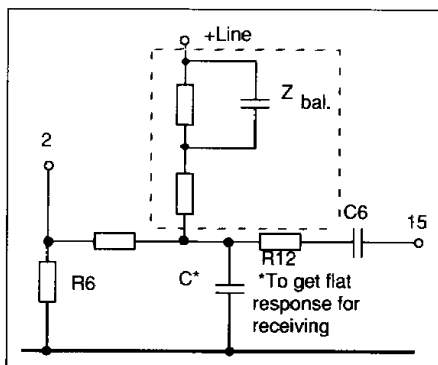 +Line
Z bal.
2
C6
15
R12
R6
C*
*To get flat
response for
receiving